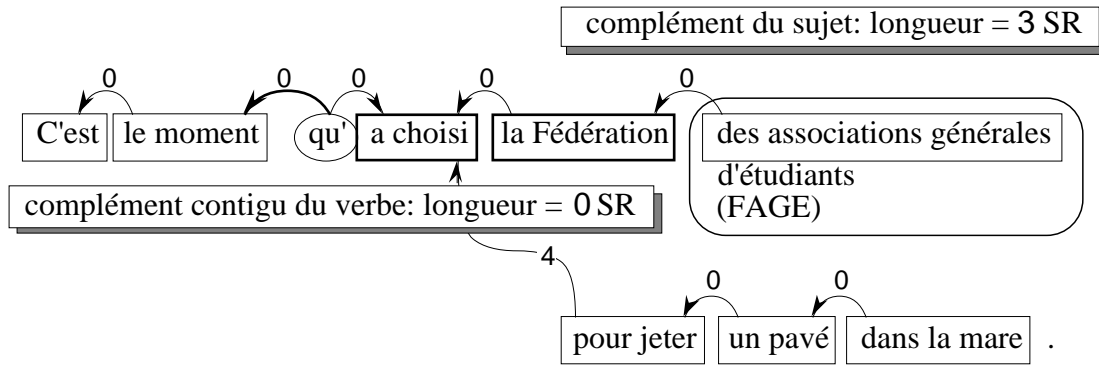 complément du sujet: longueur = 3 SR
0 0 0 0 0
C'est le moment qu' a choisi la Fédération des associations générales
d'étudiants
(FAGE)
complément contigu du verbe: longueur = 0 SR
4
0 0
pour jeter un pavé dans la mare .